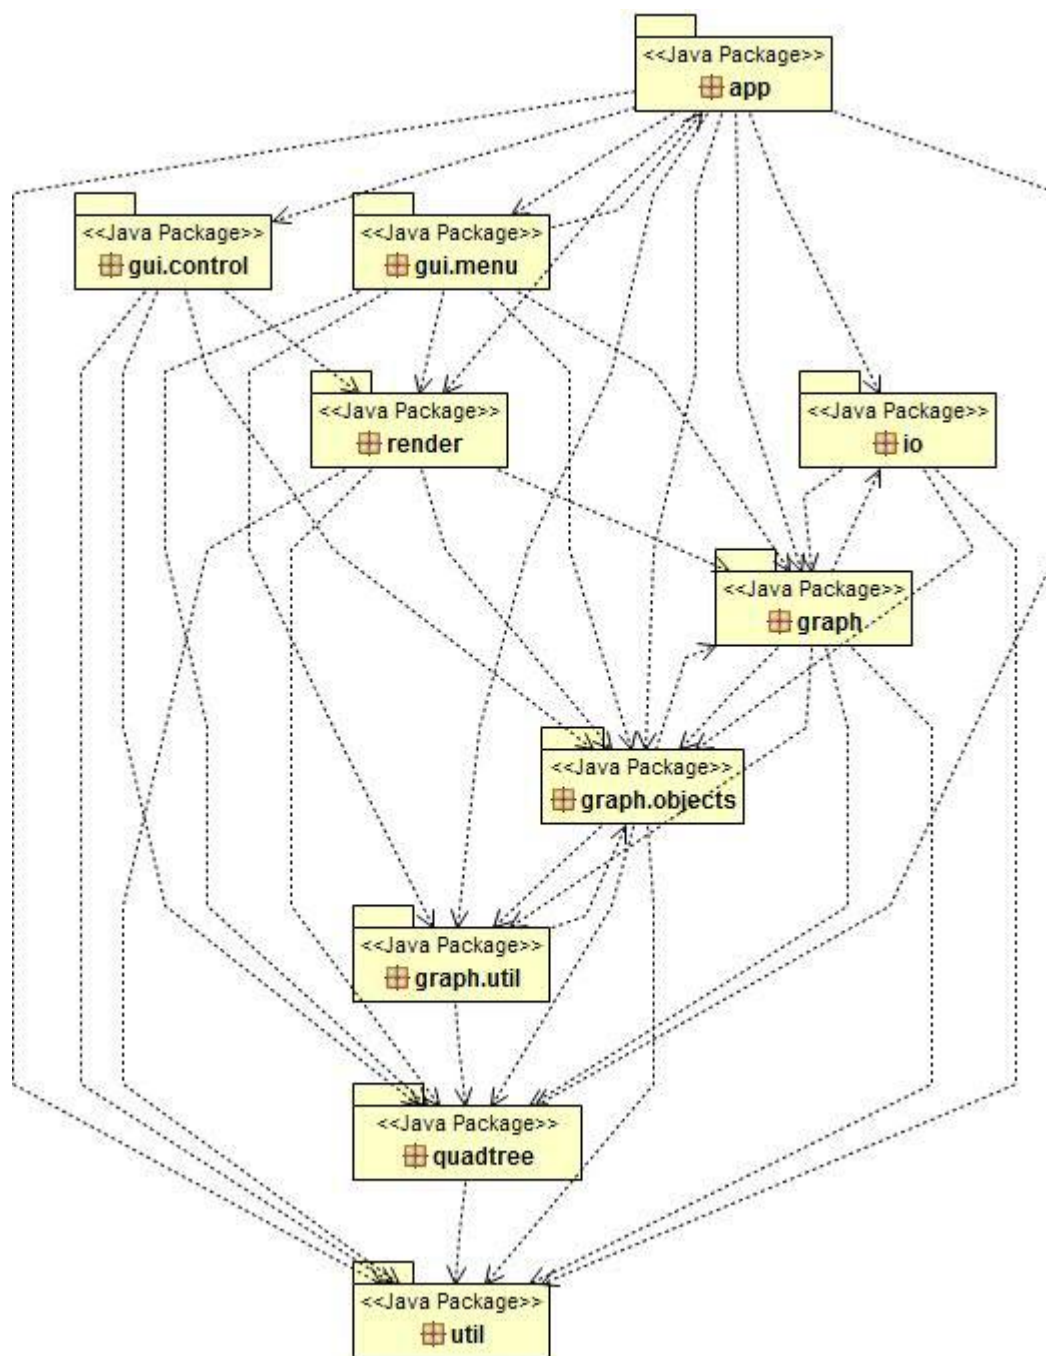 <<Java Package>>
app
<<Java Package>>
gui.control
<<Java Package>>
gui.menu
<<Java Package>>
render
<<Java Package>>
io
<<Java Package>>
graph
<<Java Package>>
graph.objects
<<Java Package>>
graph.util
<<Java Package>>
quadtree
<<Java Package>>
util